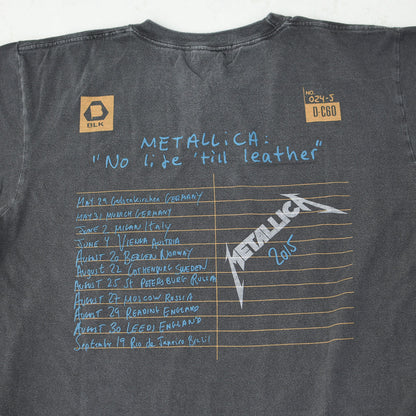 BLK
NO.
024-5
D-C60
METALLiCA:
"No life 'till leather"
MAY 29 Gelsenkirchen GERMANY
MAY 31 MUNICH GERMANY
JUNE 2 MILAN ITALY
JUNE 4 VIENNA AUSTRIA
AUGUST 20 BERGEN NORWAY
AUGUST 22 GOTHENBURG SWEDEN
AUGUST 25 ST PETERSBURG RUSSIA
AUGUST 27 MOSCOW RUSSIA
AUGUST 29 READING ENGLAND
AUGUST 30 LEEDS ENGLAND
September 19 Rio de Janeiro Brazil
METALLICA
2015